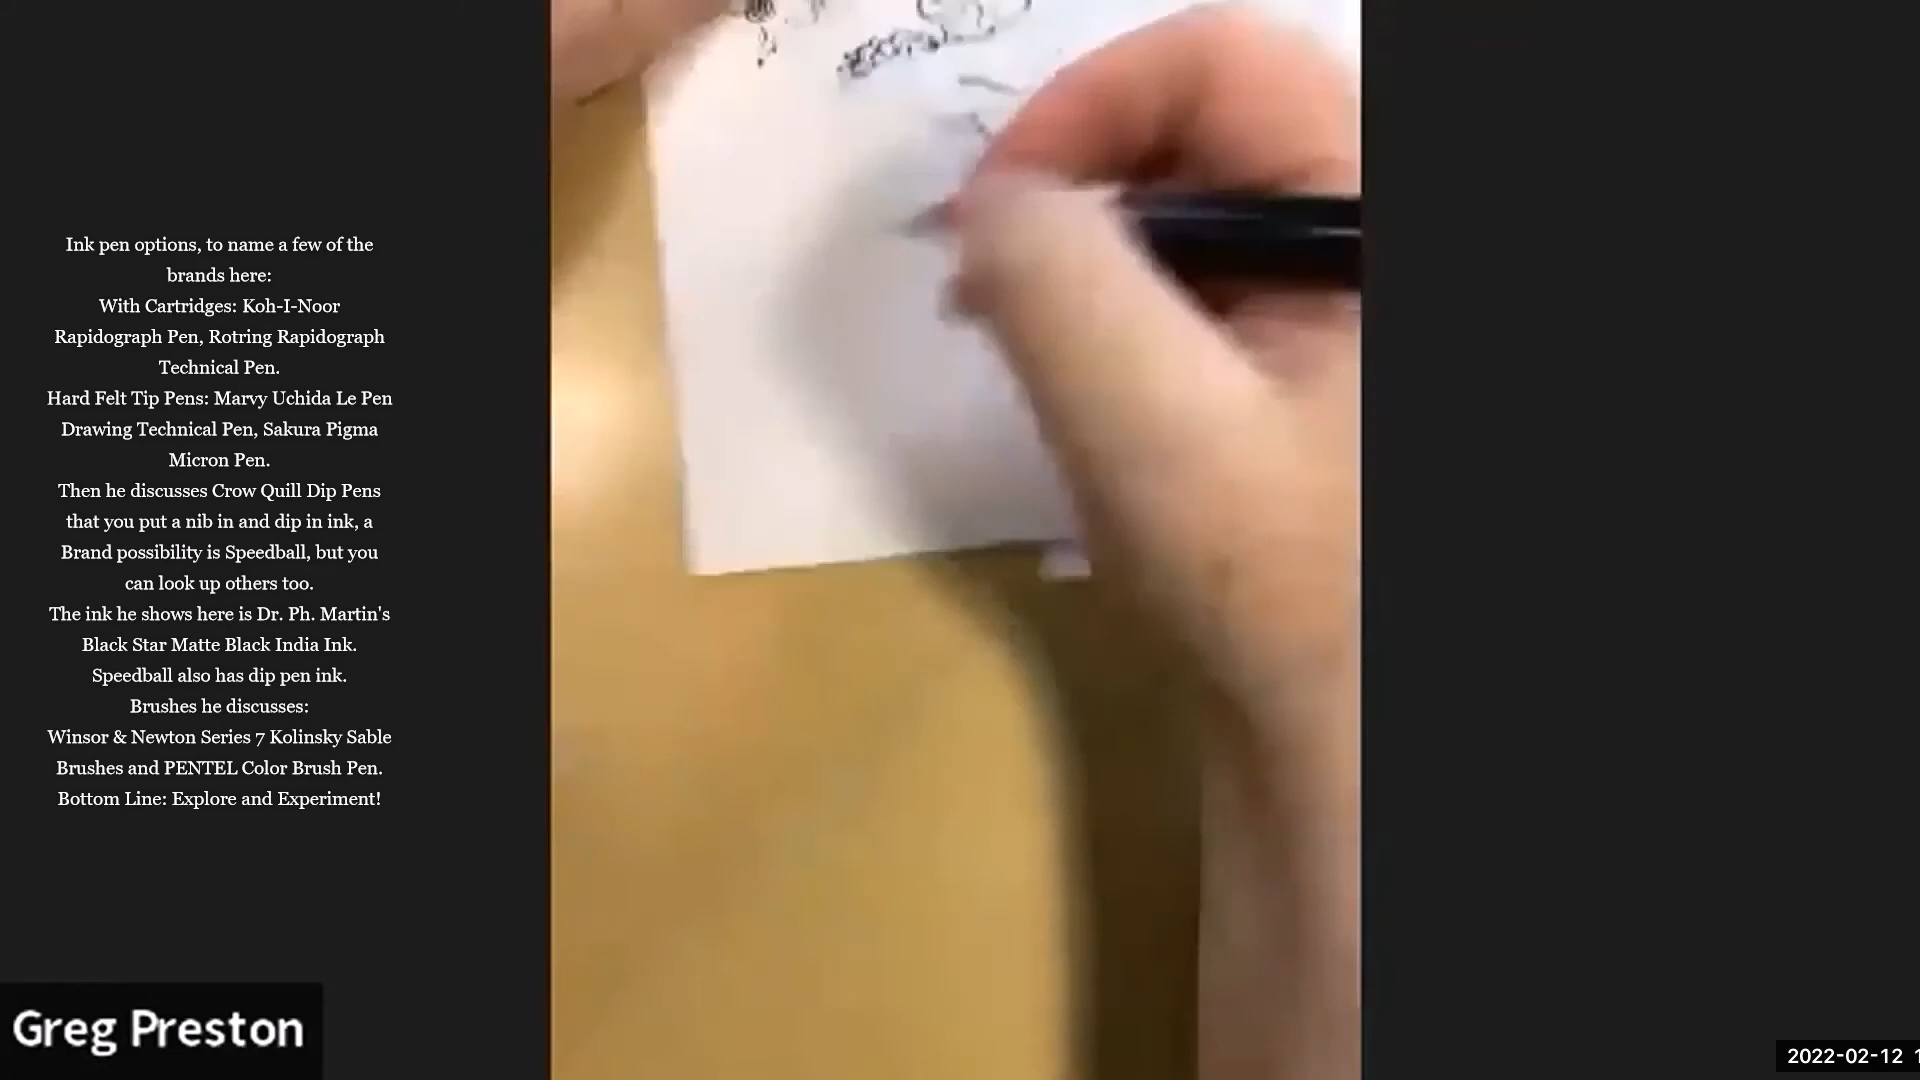 Ink pen options, to name a few of the
brands here:
With Cartridges: Koh-I-Noor
Rapidograph Pen, Rotring Rapidograph
Technical Pen.
Hard Felt Tip Pens: Marvy Uchida Le Pen
Drawing Technical Pen, Sakura Pigma
Micron Pen.
Then he discusses Crow Quill Dip Pens
that you put a nib in and dip in ink, a
Brand possibility is Speedball, but you
can look up others too.
The ink he shows here is Dr. Ph. Martin's
Black Star Matte Black India Ink.
Speedball also has dip pen ink.
Brushes he discusses:
Winsor & Newton Series 7 Kolinsky Sable
Brushes and PENTEL Color Brush Pen.
Bottom Line: Explore and Experiment!
Greg Preston
2022-02-12